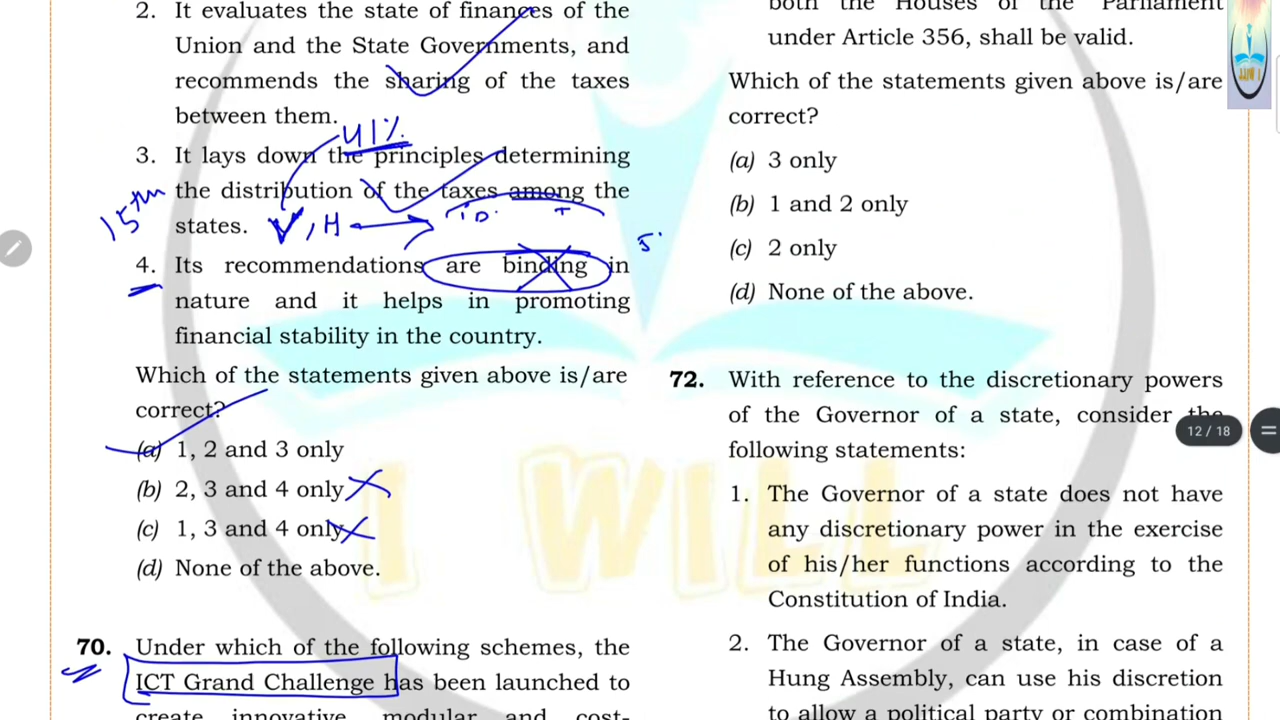 2. It evaluates the state of finances of the
Union and the State Governments, and
recommends the sharing of the taxes
between them.
41%
3. It lays down the principles determining
the distribution of the taxes among the
states.
15th
V, H
4. Its recommendations are binding in
nature and it helps in promoting
financial stability in the country.
Which of the statements given above is/are
correct?
(a) 1, 2 and 3 only
(b) 2, 3 and 4 only
(c) 1, 3 and 4 only
(d) None of the above.
70. Under which of the following schemes, the
ICT Grand Challenge has been launched to
create innovative, modular and cost-
both the Houses of the Parliament
under Article 356, shall be valid.
Which of the statements given above is/are
correct?
(a) 3 only
(b) 1 and 2 only
(c) 2 only
(d) None of the above.
72. With reference to the discretionary powers
of the Governor of a state, consider the
following statements:
12 / 18
1. The Governor of a state does not have
any discretionary power in the exercise
of his/her functions according to the
Constitution of India.
2. The Governor of a state, in case of a
Hung Assembly, can use his discretion
to allow a political party or combination
I WILL